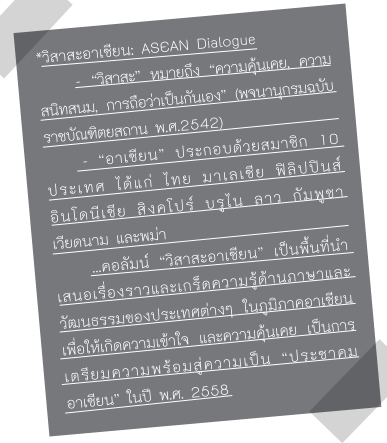 *วิสาสะอาเซียน: ASEAN Dialogue
- “วิสาสะ” หมายถึง “ความคุ้นเคย, ความ
สนิทสนม, การถือว่าเป็นกันเอง” (พจนานุกรมฉบับ
ราชบัณฑิตยสถาน พ.ศ.2542)
- “อาเซียน” ประกอบด้วยสมาชิก 10
ประเทศ ได้แก่ ไทย มาเลเซีย ฟิลิปปินส์
อินโดนีเซีย สิงคโปร์ บรูไน ลาว กัมพูชา
เวียดนาม และพม่า
...คอลัมน์ “วิสาสะอาเซียน” เป็นพื้นที่นำ
เสนอเรื่องราวและเกร็ดความรู้ด้านภาษาและ
วัฒนธรรมของประเทศต่างๆ ในภูมิภาคอาเซียน
เพื่อให้เกิดความเข้าใจ และความคุ้นเคย เป็นการ
เตรียมความพร้อมสู่ความเป็น “ประชาคม
อาเซียน” ในปี พ.ศ. 2558